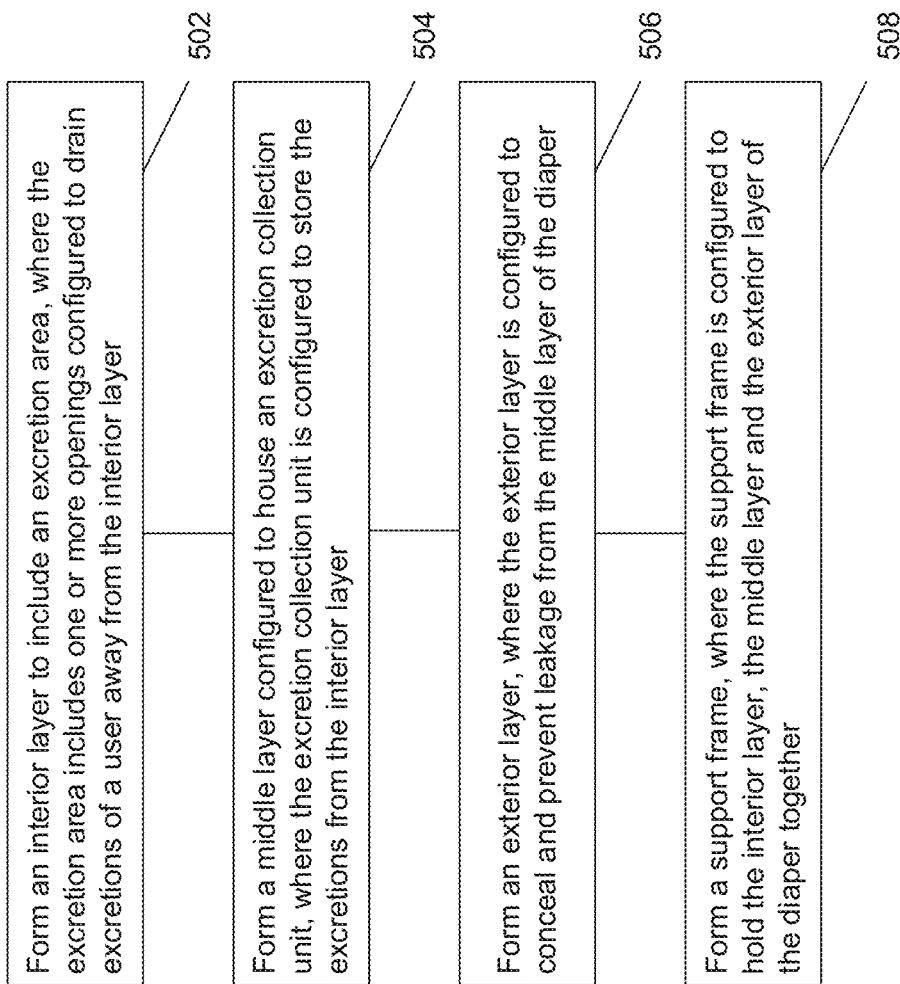 Form an interior layer to include an excretion area, where the
excretion area includes one or more openings configured to drain
excretions of a user away from the interior layer
502
Form a middle layer configured to house an excretion collection
unit, where the excretion collection unit is configured to store the
excretions from the interior layer
504
Form an exterior layer, where the exterior layer is configured to
conceal and prevent leakage from the middle layer of the diaper
506
Form a support frame, where the support frame is configured to
hold the interior layer, the middle layer and the exterior layer of
the diaper together
508